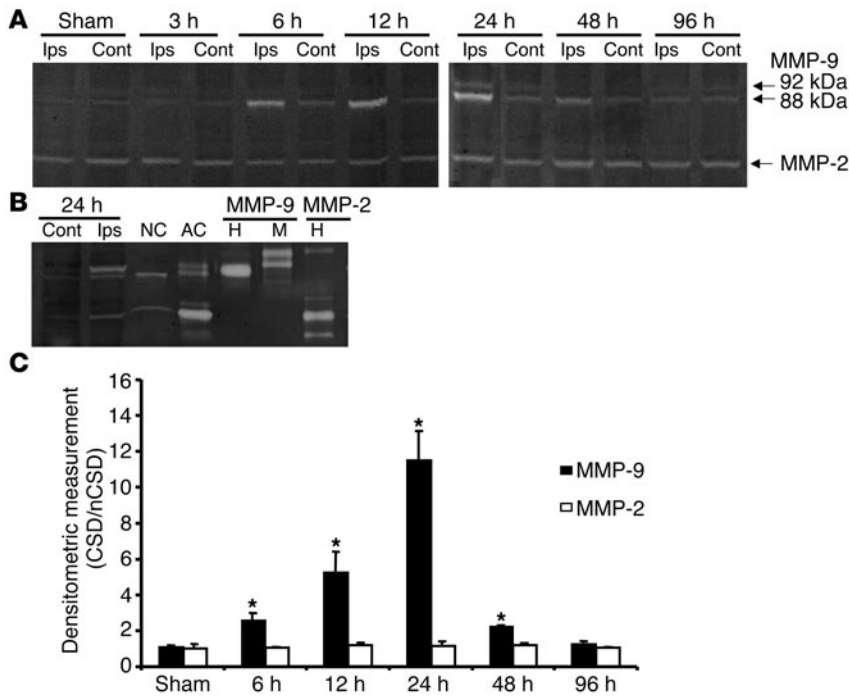 A
Sham 3 h 6 h 12 h 24 h 48 h 96 h
Ips Cont Ips Cont Ips Cont Ips Cont Ips Cont Ips Cont Ips Cont
MMP-9
92 kDa
88 kDa
MMP-2
B
24 h MMP-9 MMP-2
Cont Ips NC AC H M H
C
Densitometric measurement
(CSD/nCSD)
16
14
12
10
8
6
4
2
0
* * * *
MMP-9
MMP-2
Sham 6 h 12 h 24 h 48 h 96 h